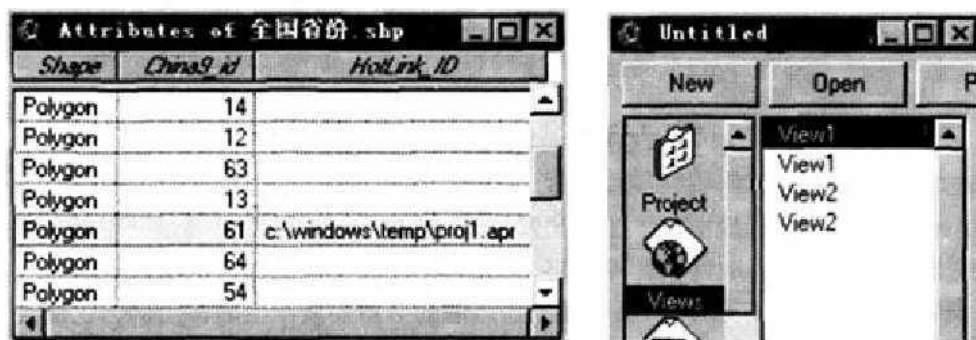 Attributes of 全国省份.shp
Shape China9_id HotLink_ID
Polygon 14
Polygon 12
Polygon 63
Polygon 13
Polygon 61 c:\windows\temp\proj1.apr
Polygon 64
Polygon 54
Untitled
New Open P
Project
Views
View1
View1
View2
View2